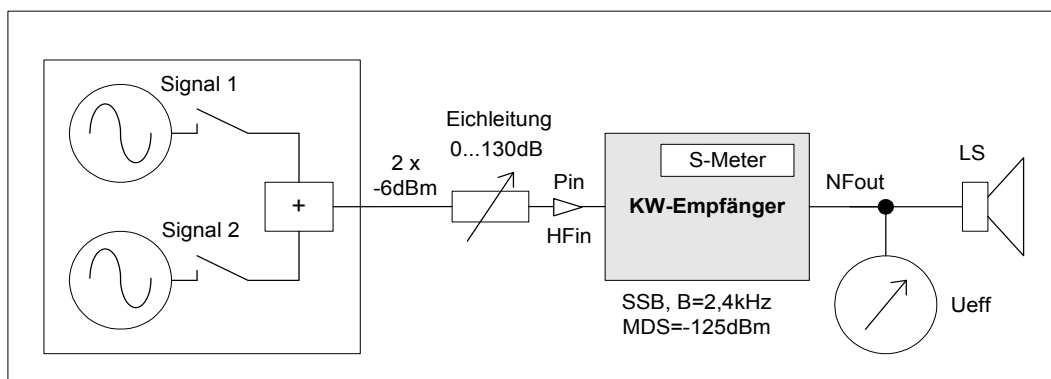 Signal 1
Signal 2
+
2 x
-6dBm
Eichleitung
0...130dB
Pin
HFin
S-Meter
KW-Empfänger
SSB, B=2,4kHz
MDS=-125dBm
NFout
LS
Ueff